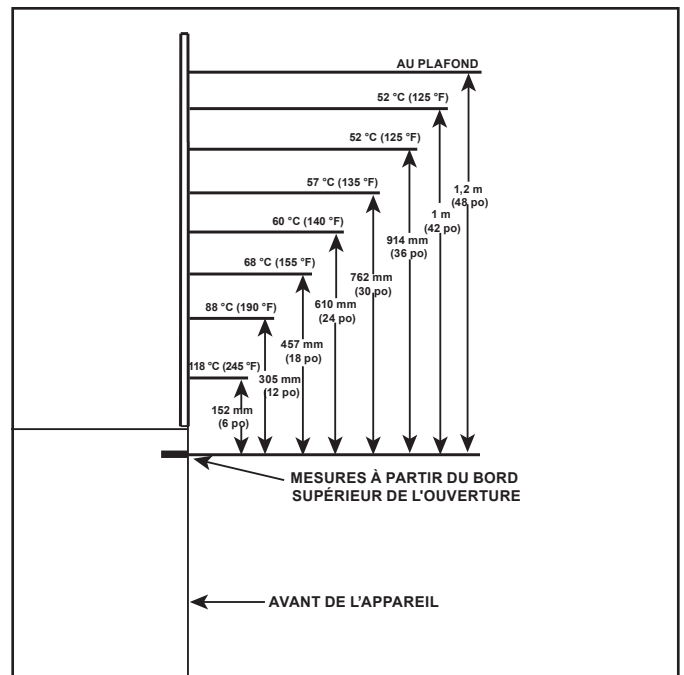 AU PLAFOND
52 °C (125 °F)
52 °C (125 °F)
57 °C (135 °F)
1,2 m
(48 po)
60 °C (140 °F)
1 m
(42 po)
914 mm
(36 po)
68 °C (155 °F)
762 mm
(30 po)
610 mm
(24 po)
88 °C (190 °F)
457 mm
(18 po)
118 °C (245 °F)
305 mm
(12 po)
152 mm
(6 po)
MESURES À PARTIR DU BORD
SUPÉRIEUR DE L'OUVERTURE
AVANT DE L’APPAREIL